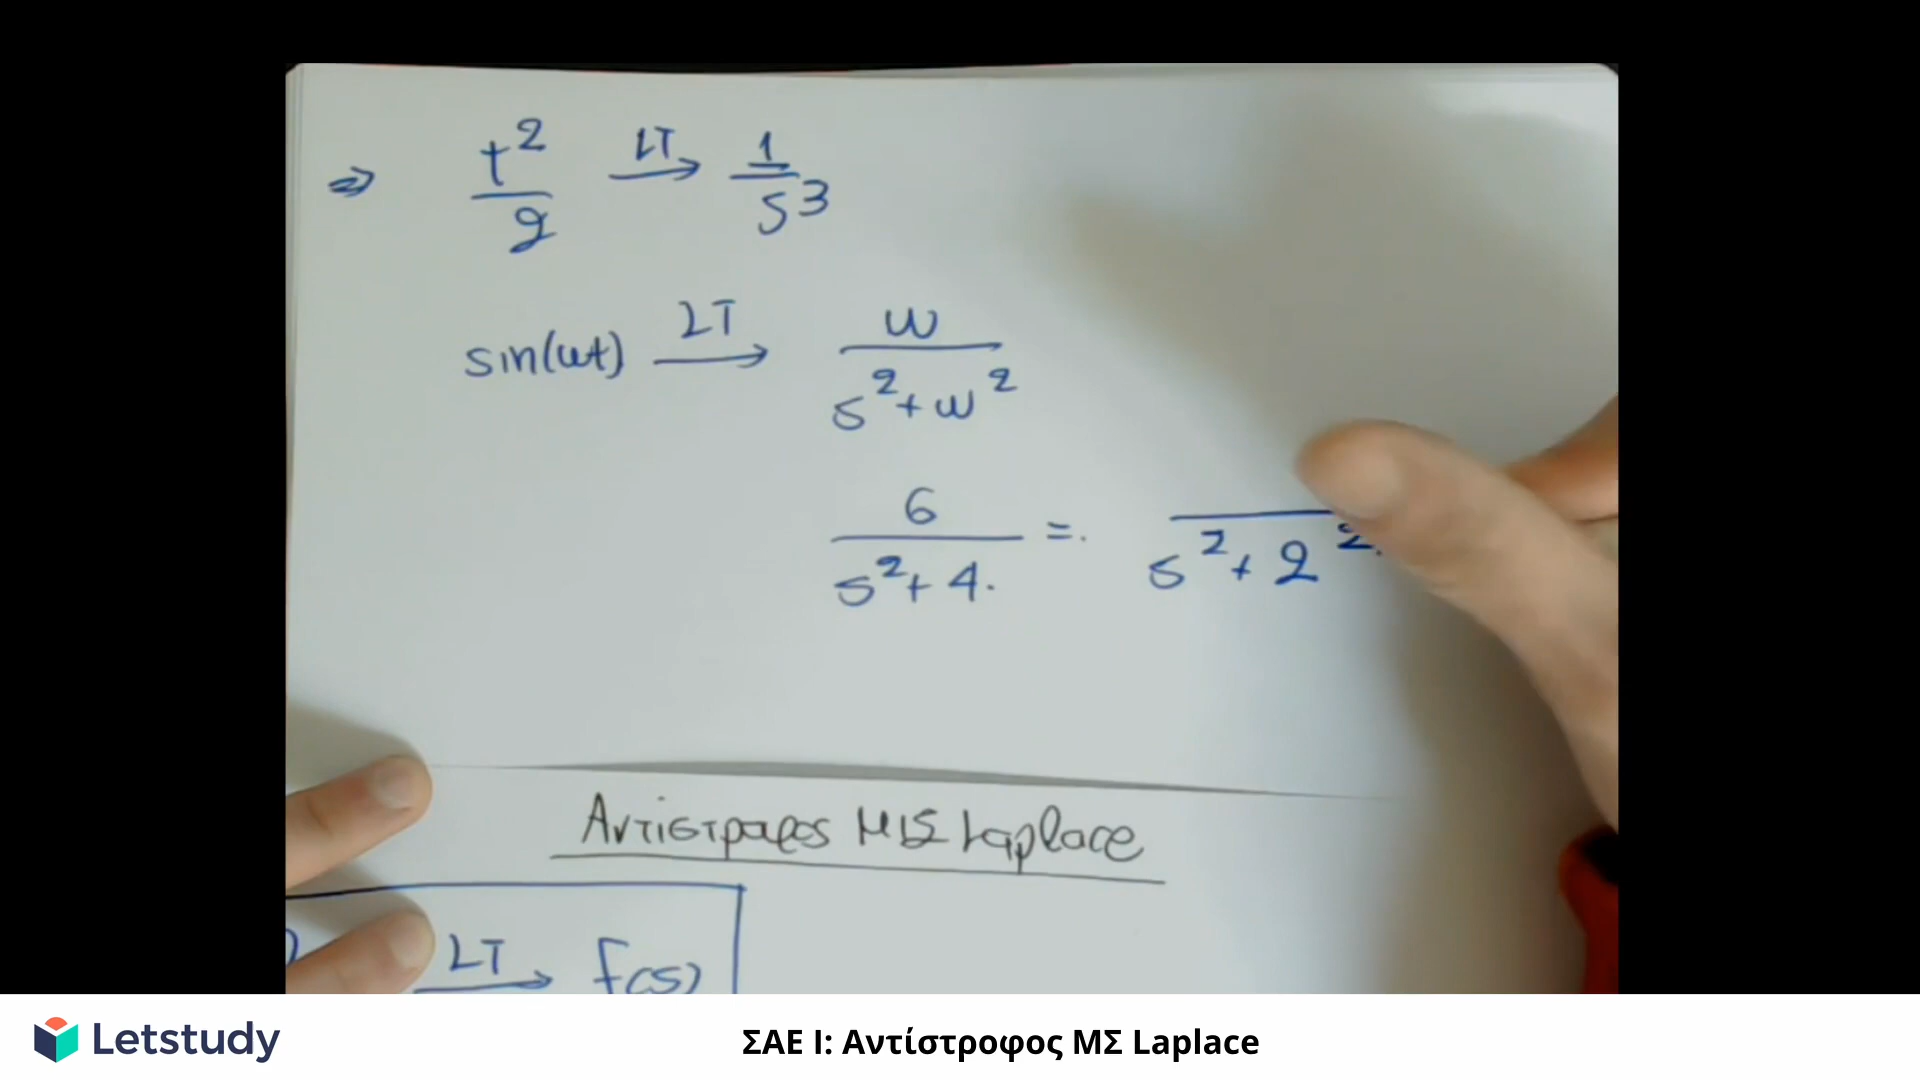 ⇒ t²/2 LT→ 1/s³
sin(ωt) LT→ ω/(s²+ω²)
6/(s²+4) = /(s²+2²)
Αντίστροφος ΜΣ Laplace
LT→ F(s)
Letstudy
ΣΑΕ Ι: Αντίστροφος ΜΣ Laplace